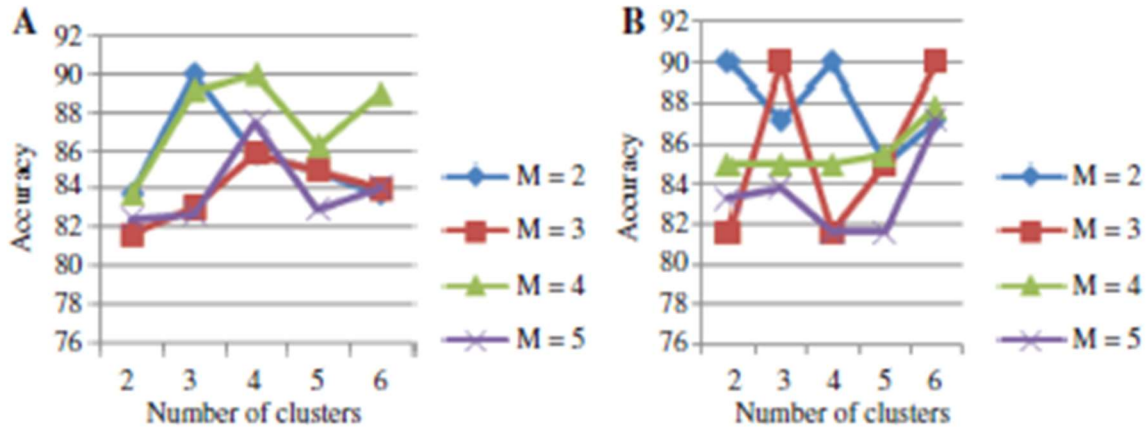 A
92
90
88
86
84
82
80
78
76
Accuracy
2 3 4 5 6
Number of clusters
M = 2
M = 3
M = 4
M = 5
B
92
90
88
86
84
82
80
78
76
Accuracy
2 3 4 5 6
Number of clusters
M = 2
M = 3
M = 4
M = 5